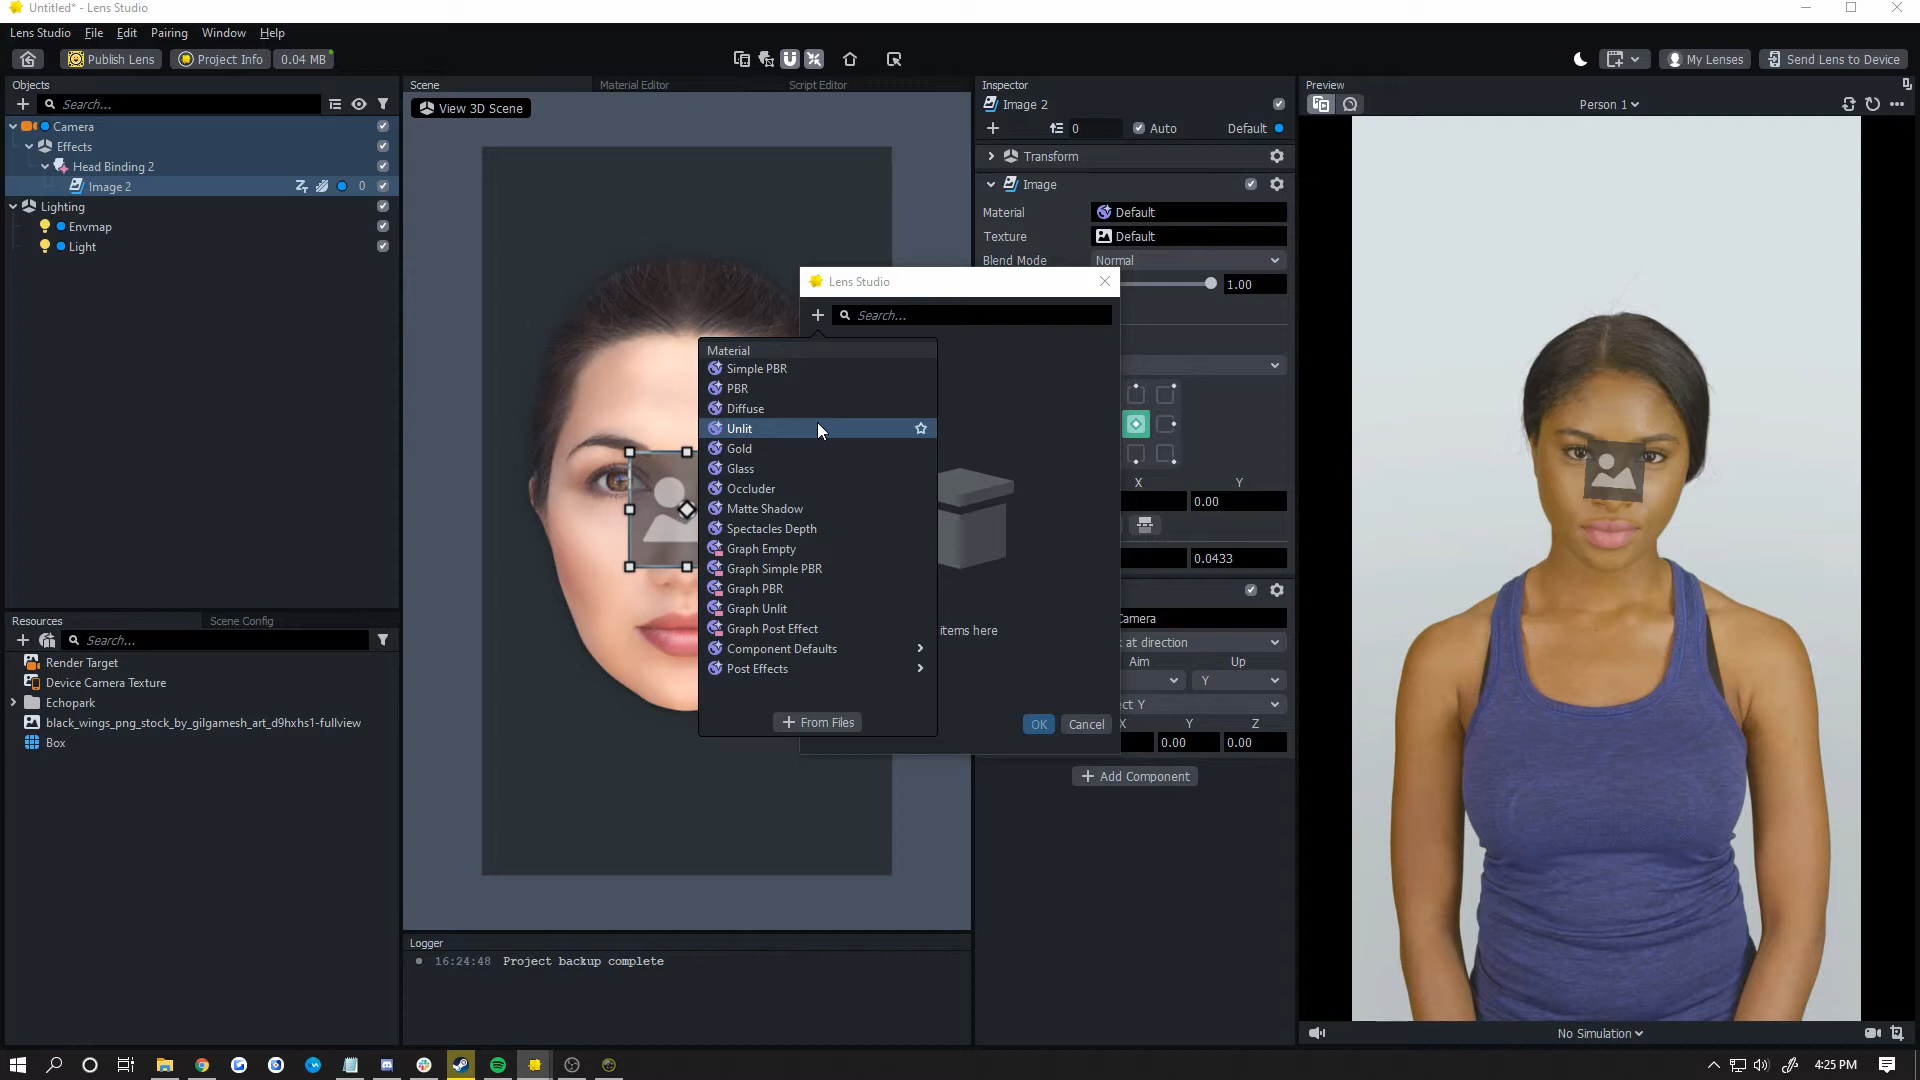 Untitled* - Lens Studio
Lens Studio File Edit Pairing Window Help
Publish Lens Project Info 0.04 MB My Lenses Send Lens to Device
Objects
Search...
Camera
Effects
Head Binding 2
Image 2 0
Lighting
Envmap
Light
Resources Scene Config
Search...
Render Target
Device Camera Texture
Echopark
black_wings_png_stock_by_gilgamesh_art_d9hxhs1-fullview
Box
Scene Material Editor Script Editor
View 3D Scene
Lens Studio
Search...
Material
Simple PBR
PBR
Diffuse
Unlit
Gold
Glass
Occluder
Matte Shadow
Spectacles Depth
Graph Empty
Graph Simple PBR
Graph PBR
Graph Unlit
Graph Post Effect
Component Defaults
Post Effects
+ From Files
items here
OK Cancel
Logger
16:24:48 Project backup complete
Inspector
Image 2
0 Auto Default
Transform
Image
Material Default
Texture Default
Blend Mode Normal
1.00
X Y
0.00
0.0433
Camera
at direction
Aim Up
Y
ect Y
X Y Z
0.00 0.00
+ Add Component
Preview
Person 1
No Simulation
4:25 PM